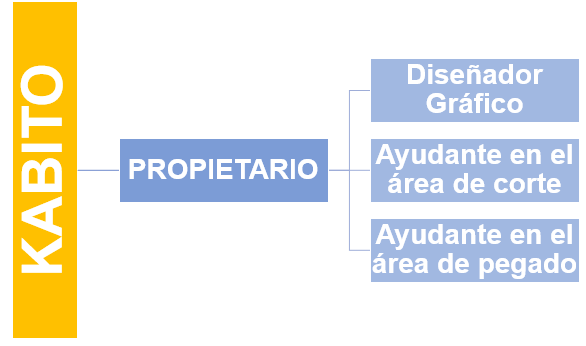 KABITO
PROPIETARIO
Diseñador
Gráfico
Ayudante en el
área de corte
Ayudante en el
área de pegado